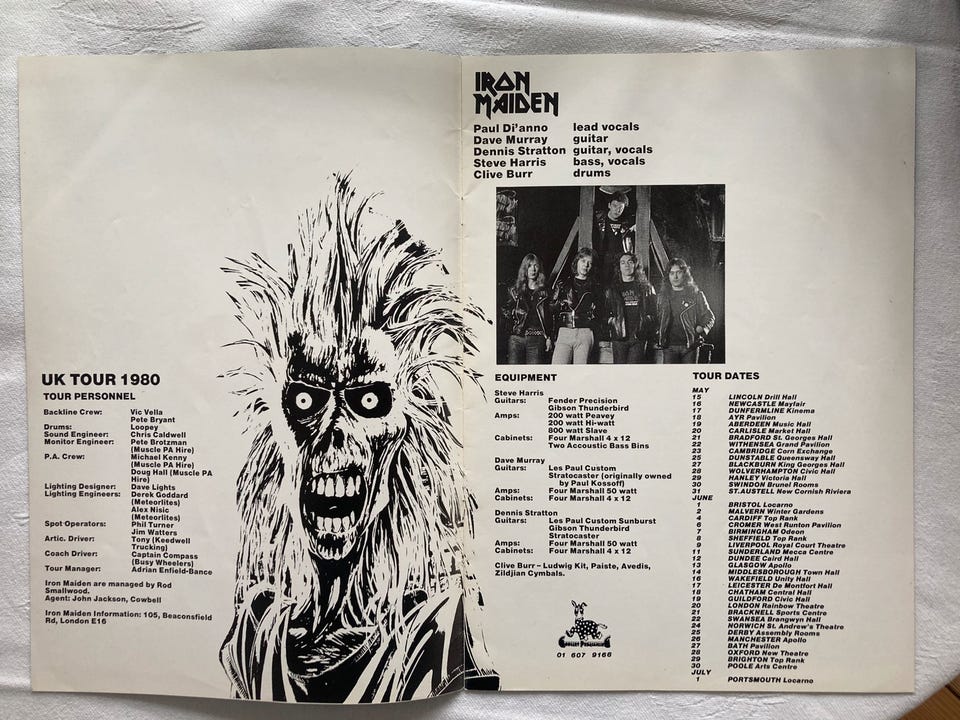 UK TOUR 1980
TOUR PERSONNEL
Backline Crew: Vic Vella
Pete Bryant
Drums: Loopey
Sound Engineer: Chris Caldwell
Monitor Engineer: Pete Brotzman
(Muscle PA Hire)
P.A. Crew: Michael Kenny
(Muscle PA Hire)
Doug Hall (Muscle PA
Hire)
Lighting Designer: Dave Lights
Lighting Engineers: Derek Goddard
(Meteorlites)
Alex Nisic
(Meteorlites)
Spot Operators: Phil Turner
Jim Watters
Artic. Driver: Tony (Keedwell
Trucking)
Coach Driver: Captain Compass
(Busy Wheelers)
Tour Manager: Adrian Enfield-Bance
Iron Maiden are managed by Rod
Smallwood.
Agent: John Jackson, Cowbell
Iron Maiden Information: 105, Beaconsfield
Rd, London E16
IRON
MAIDEN
Paul Di'anno lead vocals
Dave Murray guitar
Dennis Stratton guitar, vocals
Steve Harris bass, vocals
Clive Burr drums
EQUIPMENT
Steve Harris
Guitars: Fender Precision
Gibson Thunderbird
Amps: 200 watt Peavey
200 watt Hi-watt
800 watt Slave
Cabinets: Four Marshall 4 x 12
Two Accoustic Bass Bins
Dave Murray
Guitars: Les Paul Custom
Stratocaster (originally owned
by Paul Kossoff)
Amps: Four Marshall 50 watt
Cabinets: Four Marshall 4 x 12
Dennis Stratton
Guitars: Les Paul Custom Sunburst
Gibson Thunderbird
Stratocaster
Amps: Four Marshall 50 watt
Cabinets: Four Marshall 4 x 12
Clive Burr – Ludwig Kit, Paiste, Avedis,
Zildjian Cymbals.
01 607 9166
TOUR DATES
MAY
15 LINCOLN Drill Hall
16 NEWCASTLE Mayfair
17 DUNFERMLINE Kinema
18 AYR Pavilion
19 ABERDEEN Music Hall
20 CARLISLE Market Hall
21 BRADFORD St. Georges Hall
22 WITHENSEA Grand Pavilion
23 CAMBRIDGE Corn Exchange
25 DUNSTABLE Queensway Hall
27 BLACKBURN King Georges Hall
28 WOLVERHAMPTON Civic Hall
29 HANLEY Victoria Hall
30 SWINDON Brunel Rooms
31 ST.AUSTELL New Cornish Riviera
JUNE
1 BRISTOL Locarno
2 MALVERN Winter Gardens
4 CARDIFF Top Rank
6 CROMER West Runton Pavilion
7 BIRMINGHAM Odeon
8 SHEFFIELD Top Rank
9 LIVERPOOL Royal Court Theatre
11 SUNDERLAND Mecca Centre
12 DUNDEE Caird Hall
13 GLASGOW Apollo
14 MIDDLESBOROUGH Town Hall
16 WAKEFIELD Unity Hall
17 LEICESTER De Montfort Hall
18 CHATHAM Central Hall
19 GUILDFORD Civic Hall
20 LONDON Rainbow Theatre
21 BRACKNELL Sports Centre
22 SWANSEA Brangwyn Hall
24 NORWICH St. Andrew's Theatre
25 DERBY Assembly Rooms
26 MANCHESTER Apollo
27 BATH Pavilion
28 OXFORD New Theatre
29 BRIGHTON Top Rank
30 POOLE Arts Centre
JULY
1 PORTSMOUTH Locarno